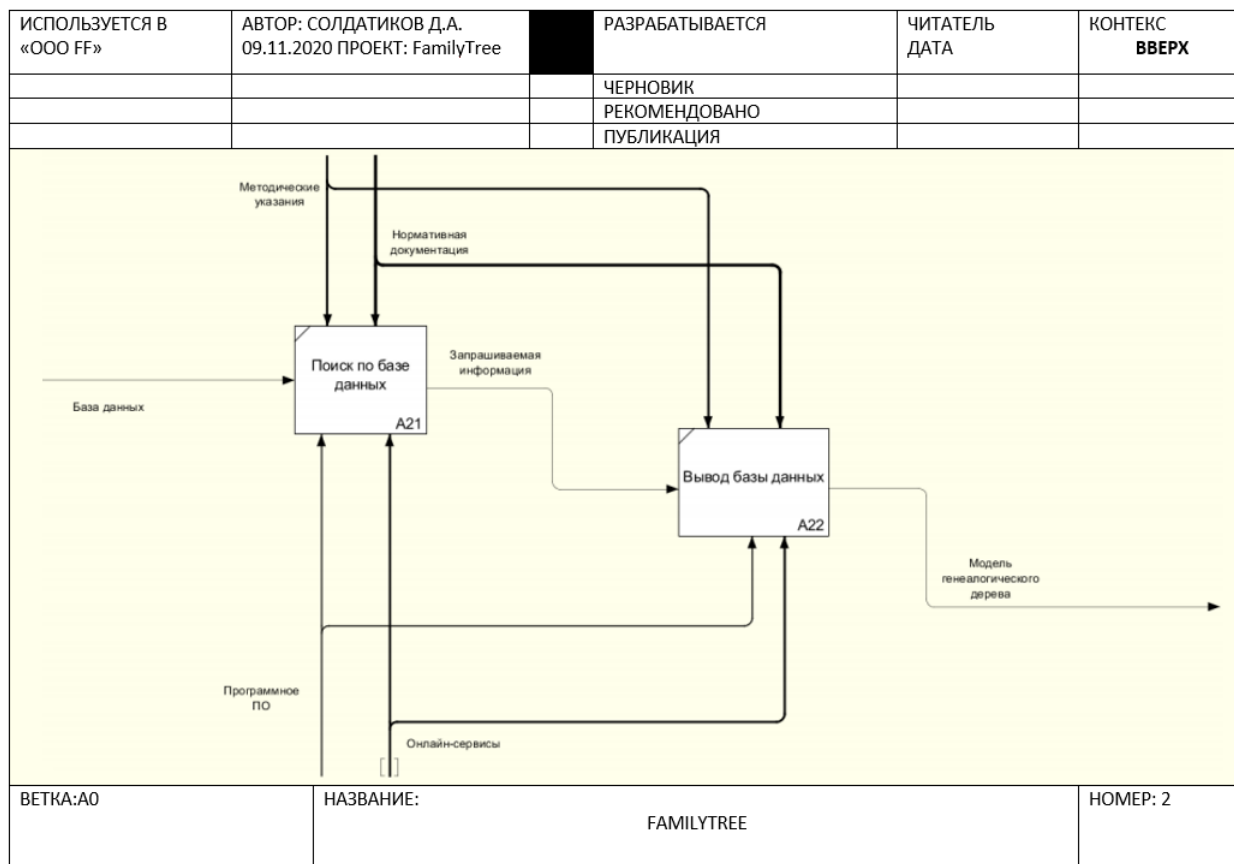 ИСПОЛЬЗУЕТСЯ В
«ООО FF»
АВТОР: СОЛДАТИКОВ Д.А.
09.11.2020 ПРОЕКТ: FamilyTree
РАЗРАБАТЫВАЕТСЯ
ЧИТАТЕЛЬ
ДАТА
КОНТЕКС
ВВЕРХ
ЧЕРНОВИК
РЕКОМЕНДОВАНО
ПУБЛИКАЦИЯ
Методические
указания
Нормативная
документация
Поиск по базе
данных
A21
База данных
Запрашиваемая
информация
Вывод базы данных
A22
Модель
генеалогического
дерева
Программное
ПО
Онлайн-сервисы
ВЕТКА:А0
НАЗВАНИЕ:
FAMILYTREE
НОМЕР: 2